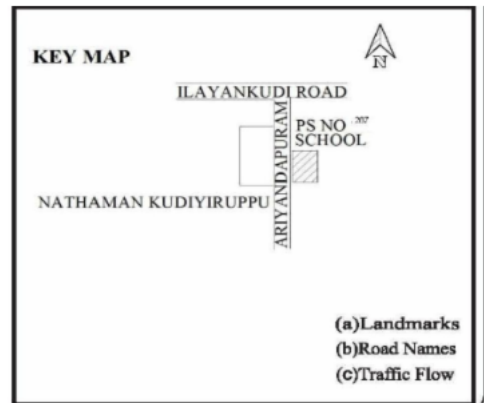 KEY MAP
N
ILAYANKUDI ROAD
ARIYANDAPURAM
PS NO 207
SCHOOL
NATHAMAN KUDIYIRUPPU
(a)Landmarks
(b)Road Names
(c)Traffic Flow